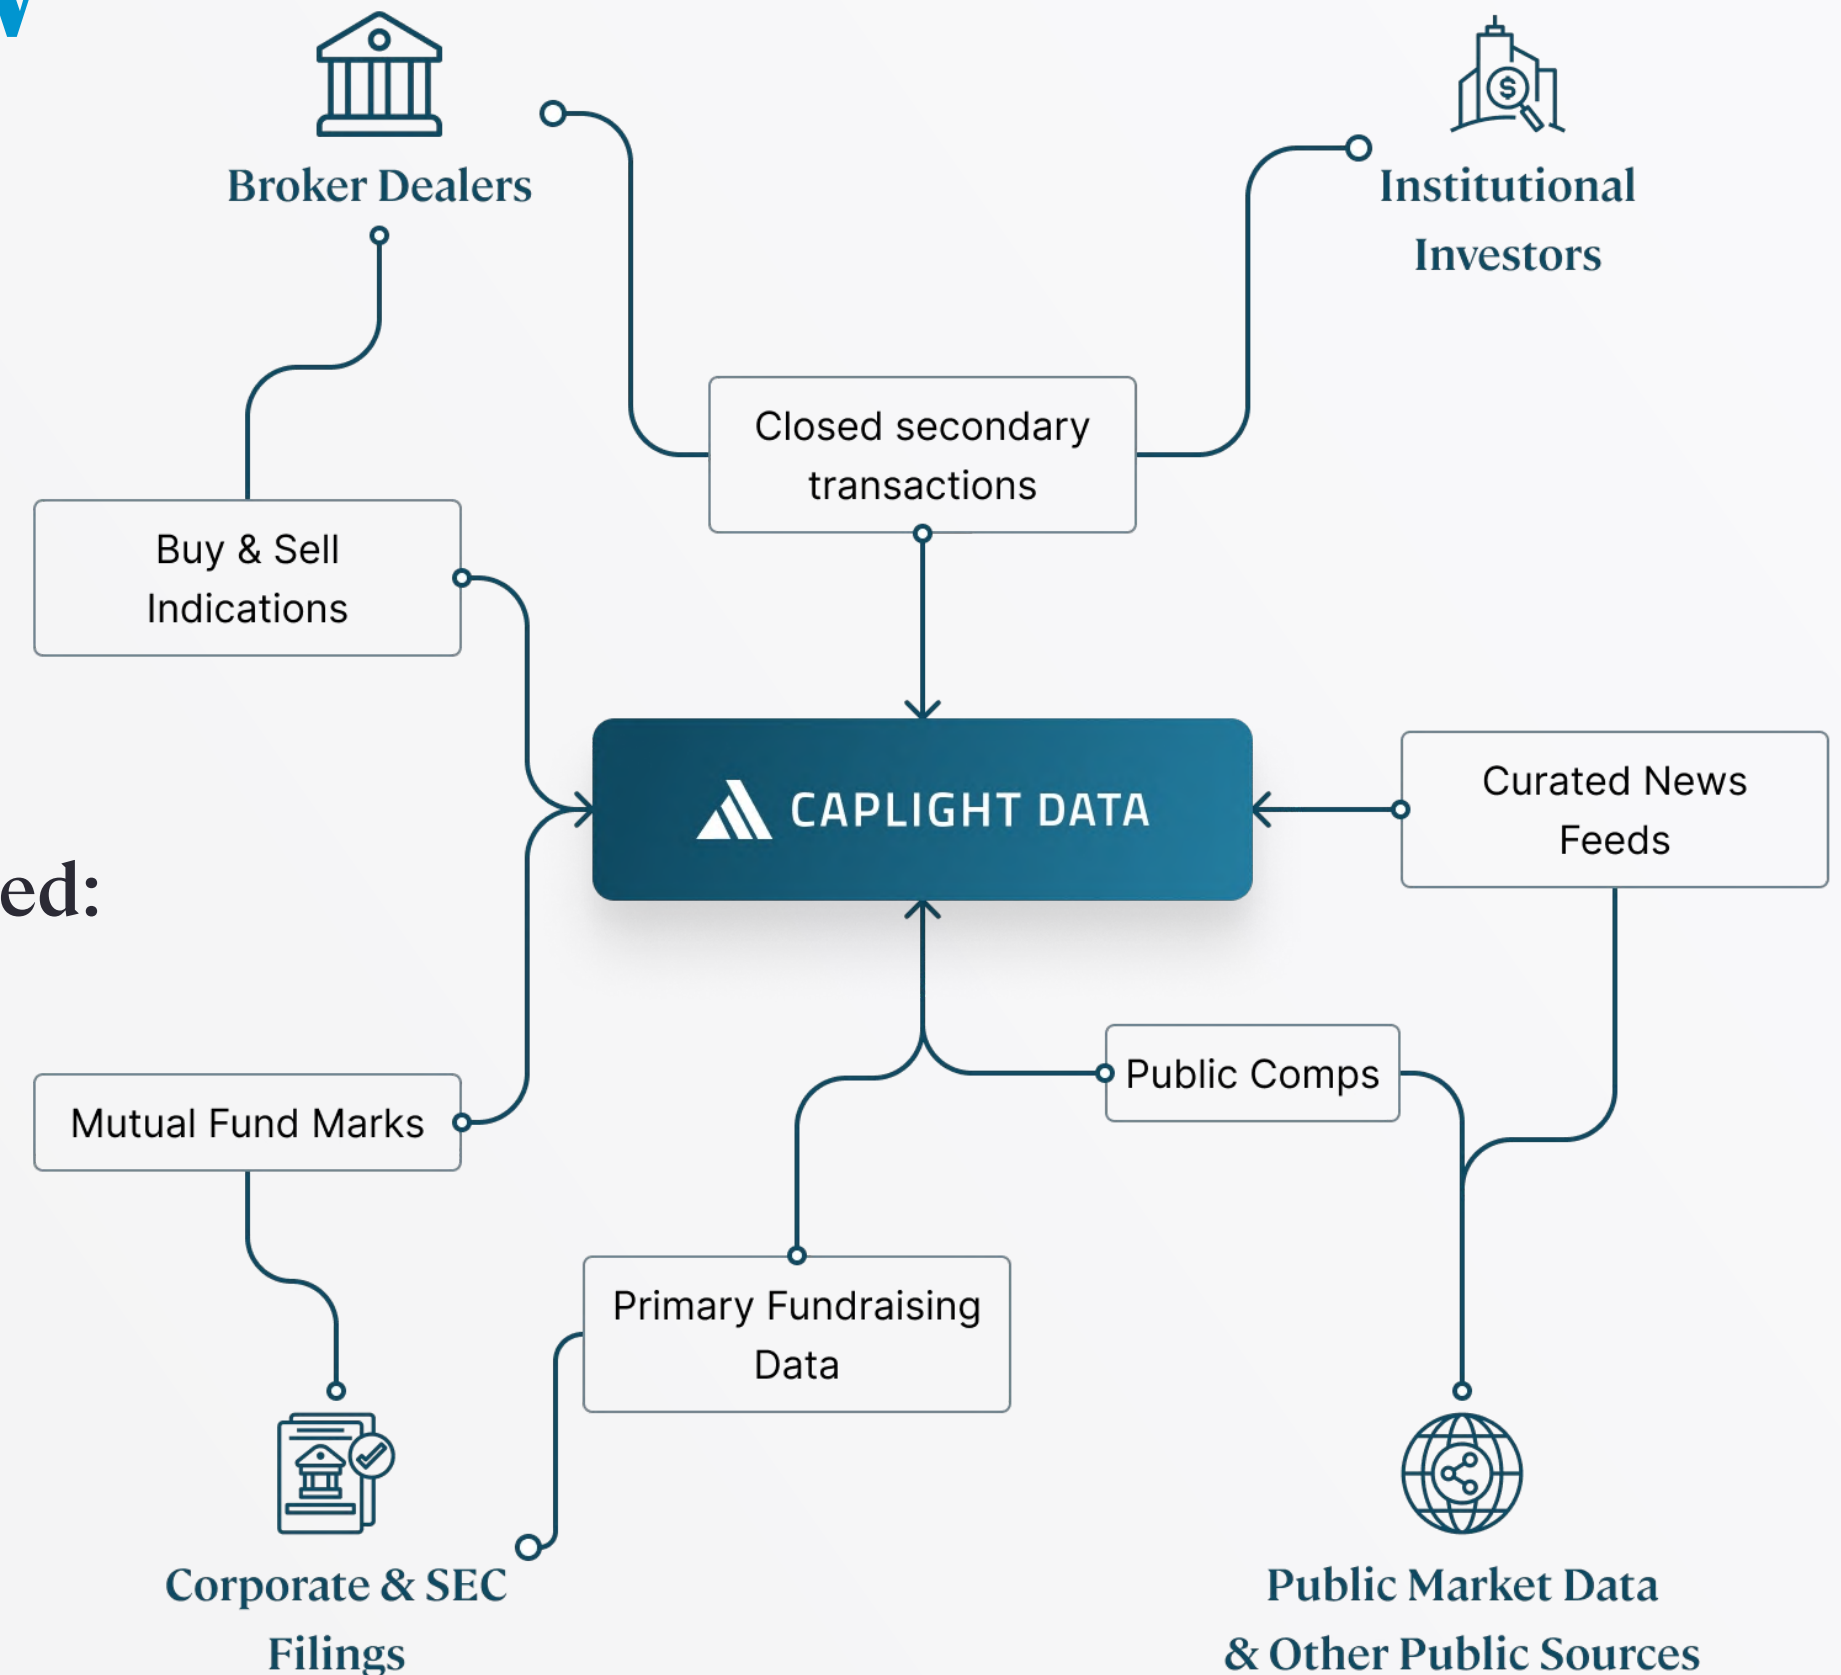 Broker Dealers
Institutional
Investors
Closed secondary
transactions
Buy & Sell
Indications
CAPLIGHT DATA
Curated News
Feeds
ed:
Public Comps
Mutual Fund Marks
Primary Fundraising
Data
Corporate & SEC
Filings
Public Market Data
& Other Public Sources